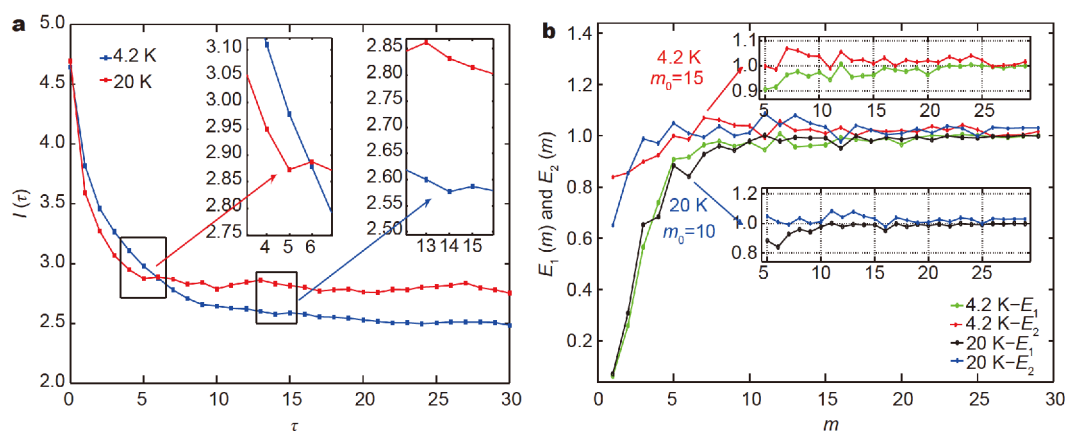 a
5.0
4.5
4.0
3.5
3.0
2.5
2.0
I (τ)
0 5 10 15 20 25 30
τ
4.2 K
20 K
3.10
3.05
3.00
2.95
2.90
2.85
2.80
2.75
4 5 6
2.85
2.80
2.75
2.70
2.65
2.60
2.55
2.50
13 14 15
b
1.4
1.2
1.0
0.8
0.6
0.4
0.2
E1 (m) and E2 (m)
0 5 10 15 20 25 30
m
4.2 K
m0=15
1.1
1.0
0.9
5 10 15 20 25
20 K
m0=10
1.2
1.0
0.8
5 10 15 20 25
4.2 K–E1
4.2 K–E2
20 K–E1
20 K–E2